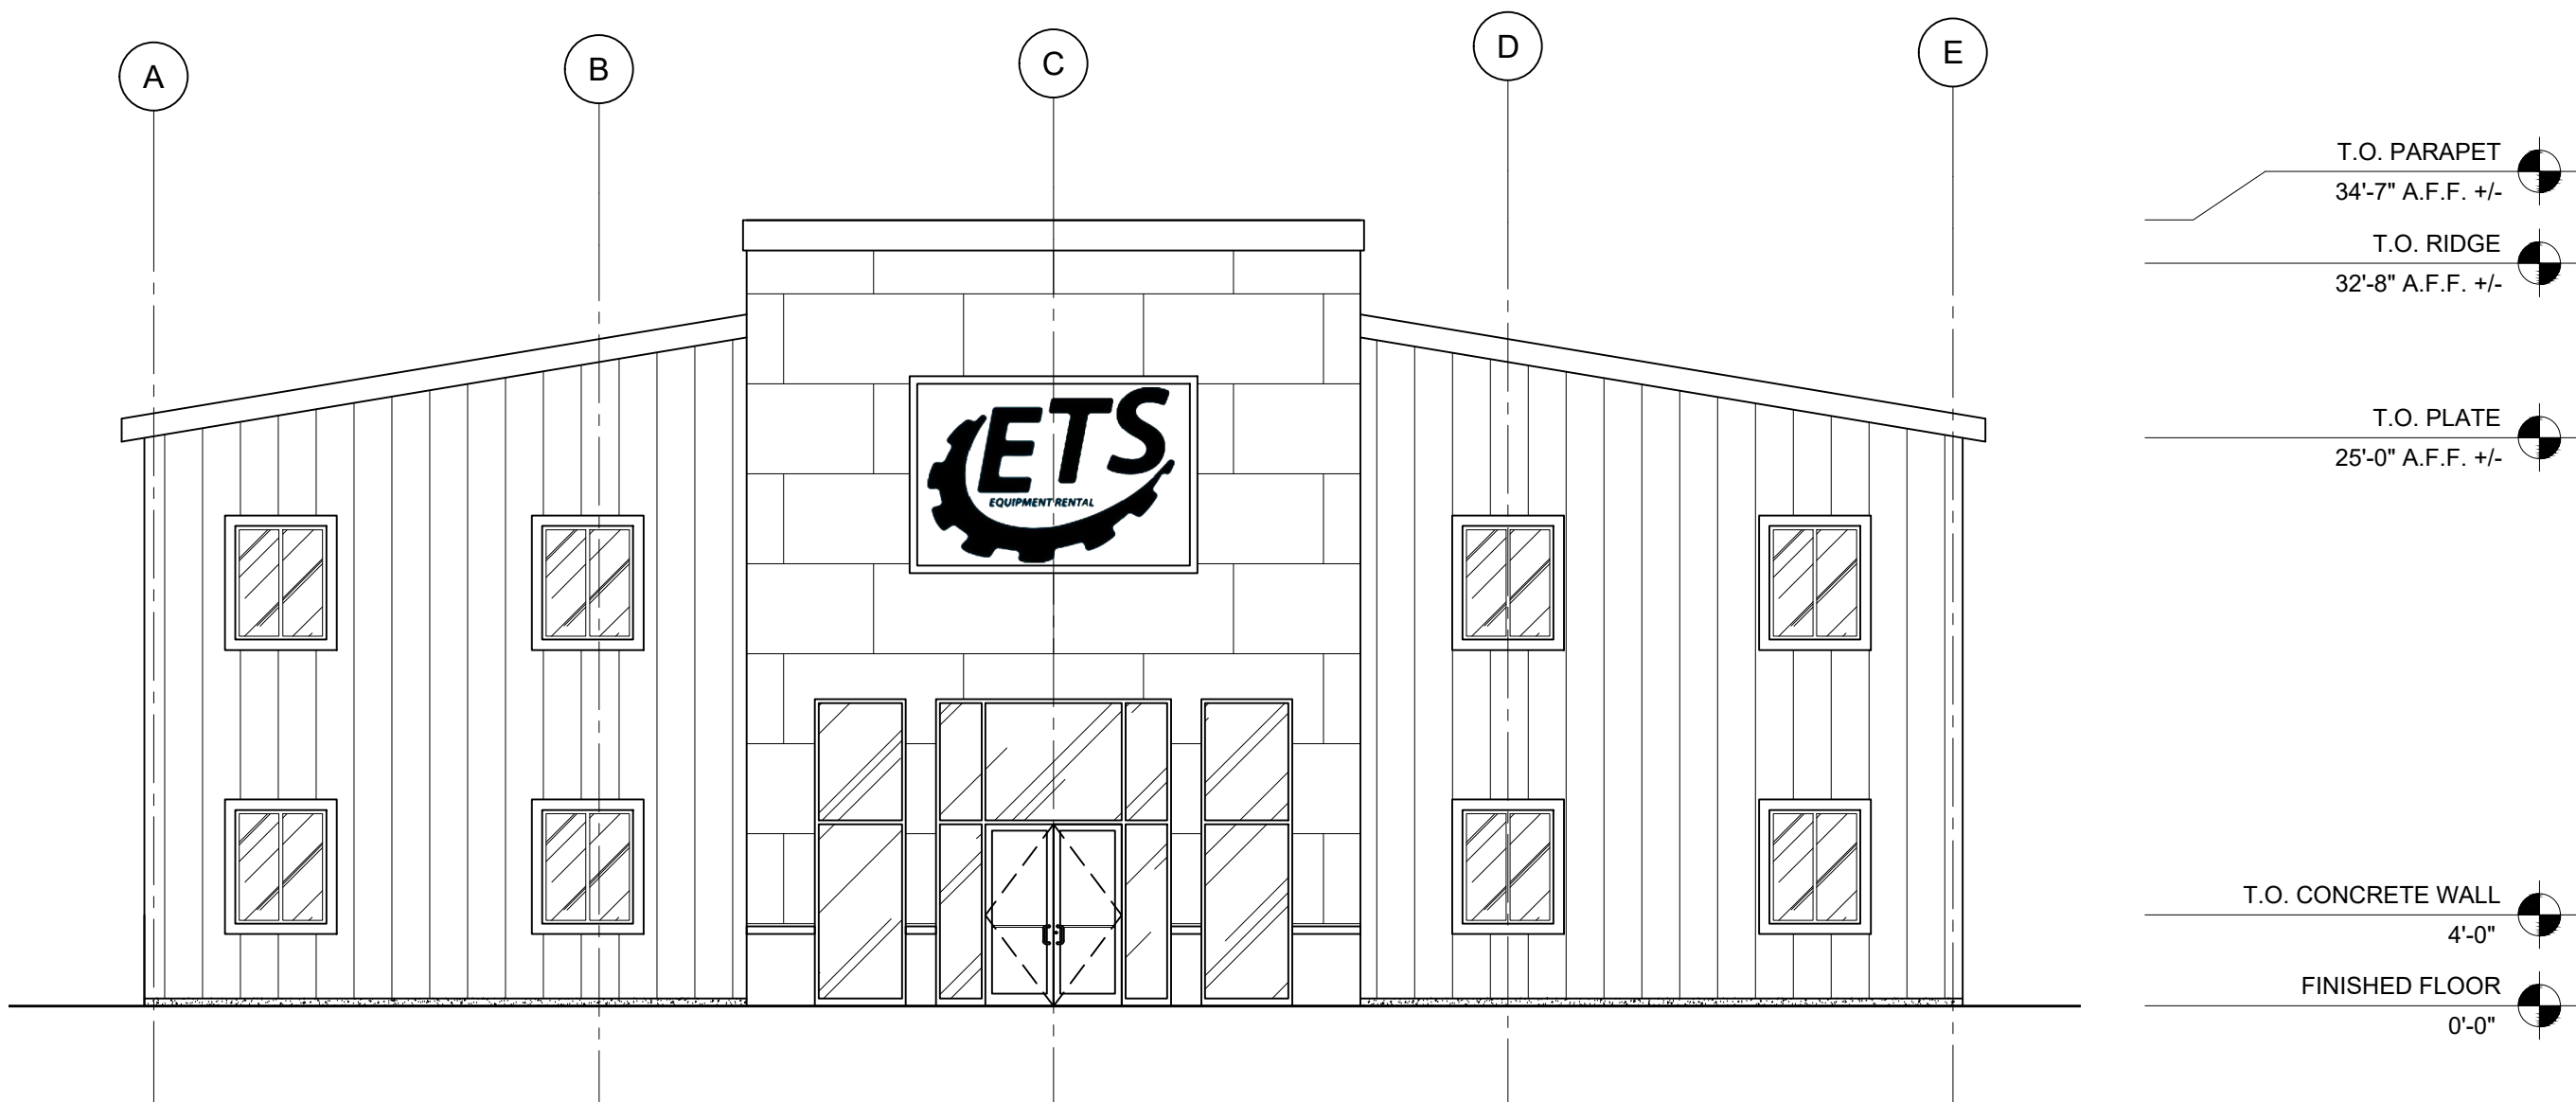 A
B
C
D
E
T.O. PARAPET
34'-7" A.F.F. +/-
T.O. RIDGE
32'-8" A.F.F. +/-
T.O. PLATE
25'-0" A.F.F. +/-
ETS
EQUIPMENT RENTAL
T.O. CONCRETE WALL
4'-0"
FINISHED FLOOR
0'-0"